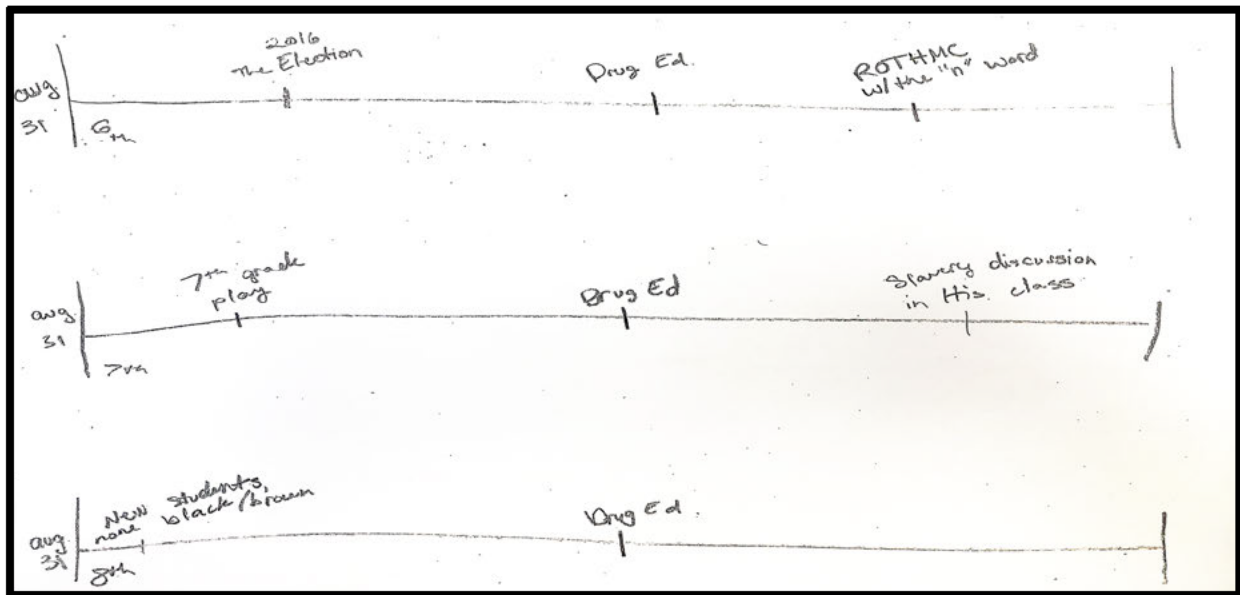 2016
The Election
Drug Ed.
ROTHMC
w/ the "n" word
aug
31
6th
7th grade
play
Drug Ed
Slavery discussion
in His. class
aug
31
7th
New students,
none black/brown
Drug Ed.
aug
31
8th